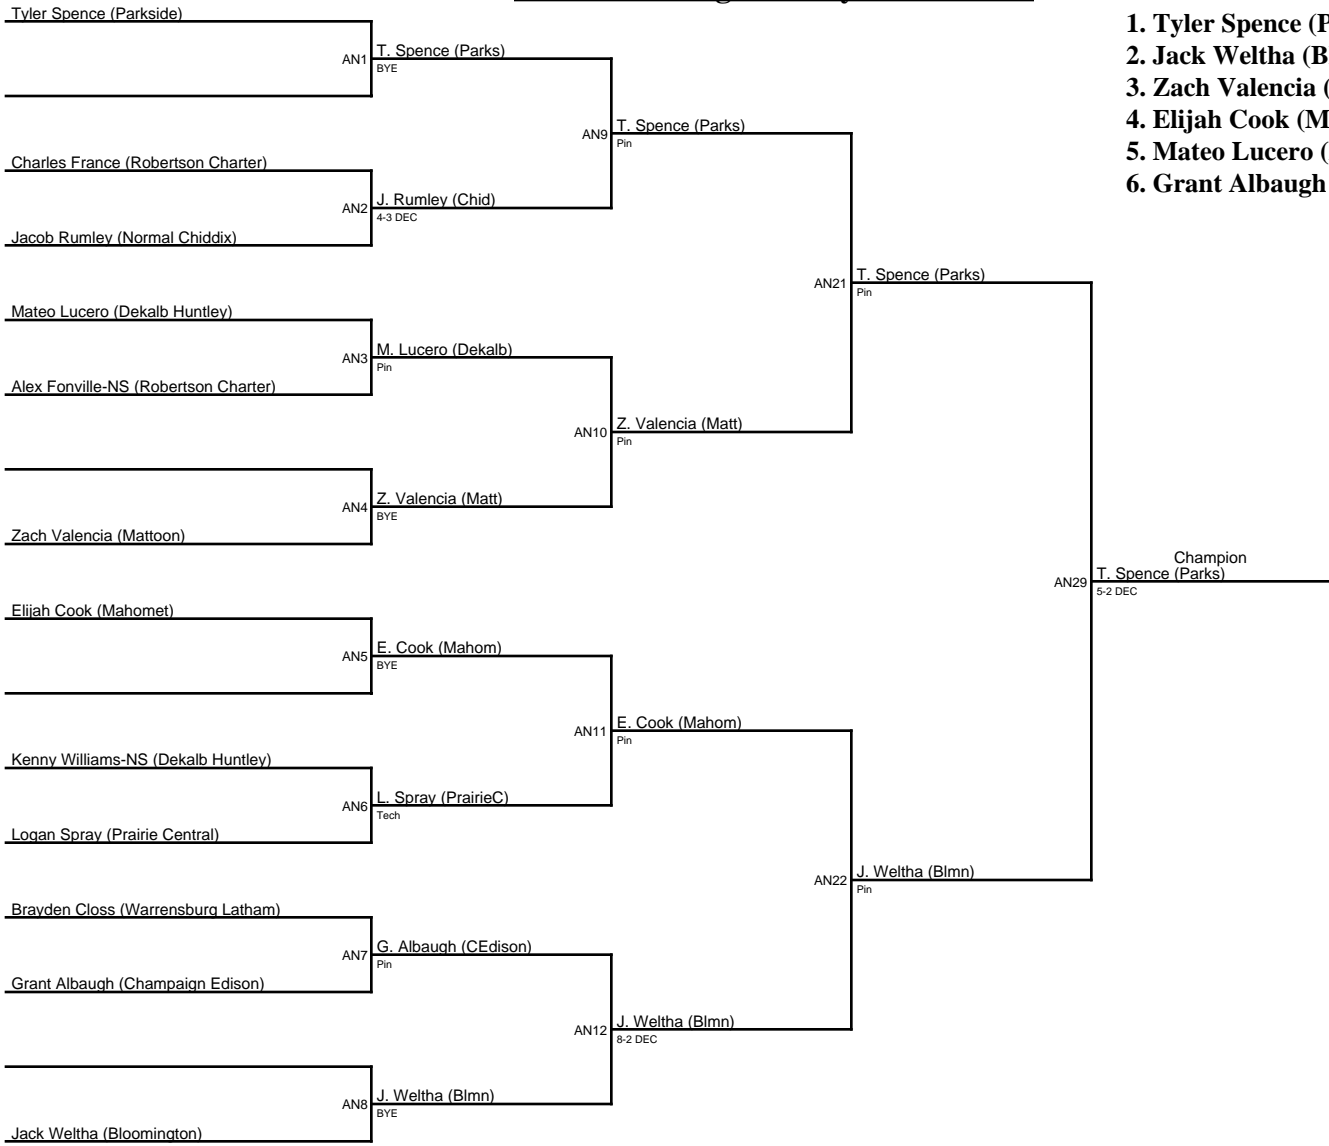 1. Tyler Spence (P
2. Jack Weltha (B
3. Zach Valencia (
4. Elijah Cook (M
5. Mateo Lucero (
6. Grant Albaugh
Tyler Spence (Parkside)
AN1
T. Spence (Parks)
BYE
AN9
T. Spence (Parks)
Pin
Charles France (Robertson Charter)
AN2
J. Rumley (Chid)
4-3 DEC
Jacob Rumley (Normal Chiddix)
AN21
T. Spence (Parks)
Pin
Mateo Lucero (Dekalb Huntley)
AN3
M. Lucero (Dekalb)
Pin
Alex Fonville-NS (Robertson Charter)
AN10
Z. Valencia (Matt)
Pin
AN4
Z. Valencia (Matt)
BYE
Zach Valencia (Mattoon)
Champion
AN29
T. Spence (Parks)
5-2 DEC
Elijah Cook (Mahomet)
AN5
E. Cook (Mahom)
BYE
AN11
E. Cook (Mahom)
Pin
Kenny Williams-NS (Dekalb Huntley)
AN6
L. Spray (PrairieC)
Tech
Logan Spray (Prairie Central)
AN22
J. Weltha (Blmn)
Pin
Brayden Closs (Warrensburg Latham)
AN7
G. Albaugh (CEdison)
Pin
Grant Albaugh (Champaign Edison)
AN12
J. Weltha (Blmn)
8-2 DEC
AN8
J. Weltha (Blmn)
BYE
Jack Weltha (Bloomington)